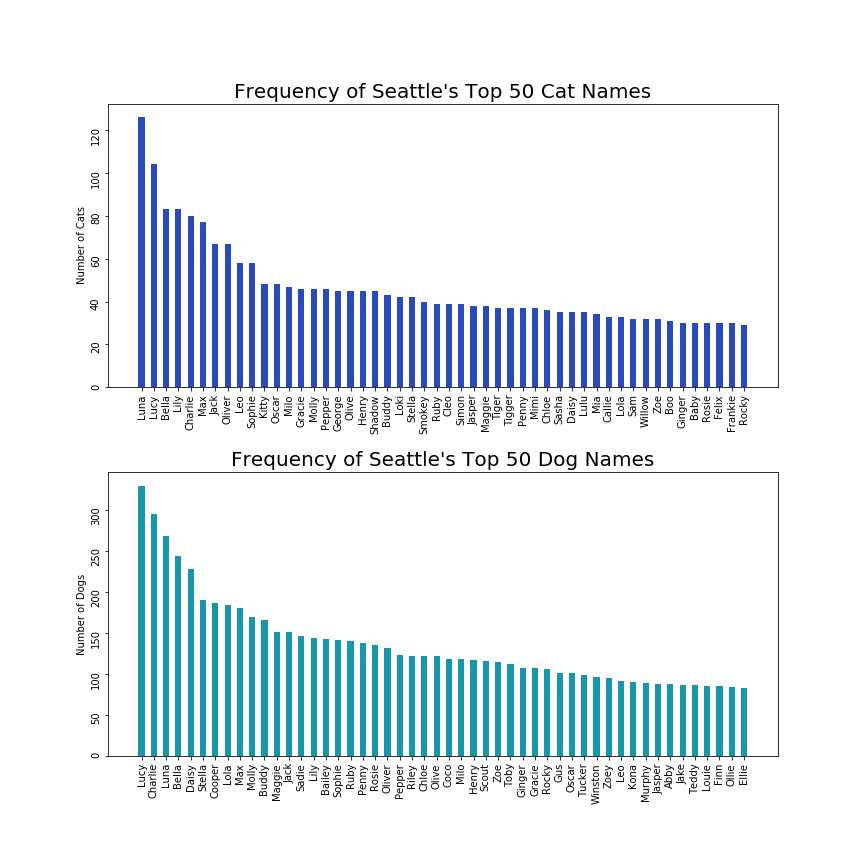 Frequency of Seattle's Top 50 Cat Names
Number of Cats
120
100
80
60
40
20
0
Luna
Lucy
Bella
Lily
Charlie
Max
Jack
Oliver
Leo
Sophie
Kitty
Oscar
Milo
Gracie
Molly
Pepper
George
Olive
Henry
Shadow
Buddy
Loki
Stella
Smokey
Ruby
Cleo
Simon
Jasper
Maggie
Tiger
Tigger
Penny
Mimi
Chloe
Sasha
Daisy
Lulu
Mia
Callie
Lola
Sam
Willow
Zoe
Boo
Ginger
Baby
Rosie
Felix
Frankie
Rocky
Frequency of Seattle's Top 50 Dog Names
Number of Dogs
300
250
200
150
100
50
0
Lucy
Charlie
Luna
Bella
Daisy
Stella
Cooper
Lola
Max
Molly
Buddy
Maggie
Jack
Sadie
Lily
Bailey
Sophie
Ruby
Penny
Rosie
Oliver
Pepper
Riley
Chloe
Olive
Coco
Milo
Henry
Scout
Zoe
Toby
Ginger
Gracie
Rocky
Gus
Oscar
Tucker
Winston
Zoey
Leo
Kona
Murphy
Jasper
Abby
Jake
Teddy
Louie
Finn
Ollie
Ellie